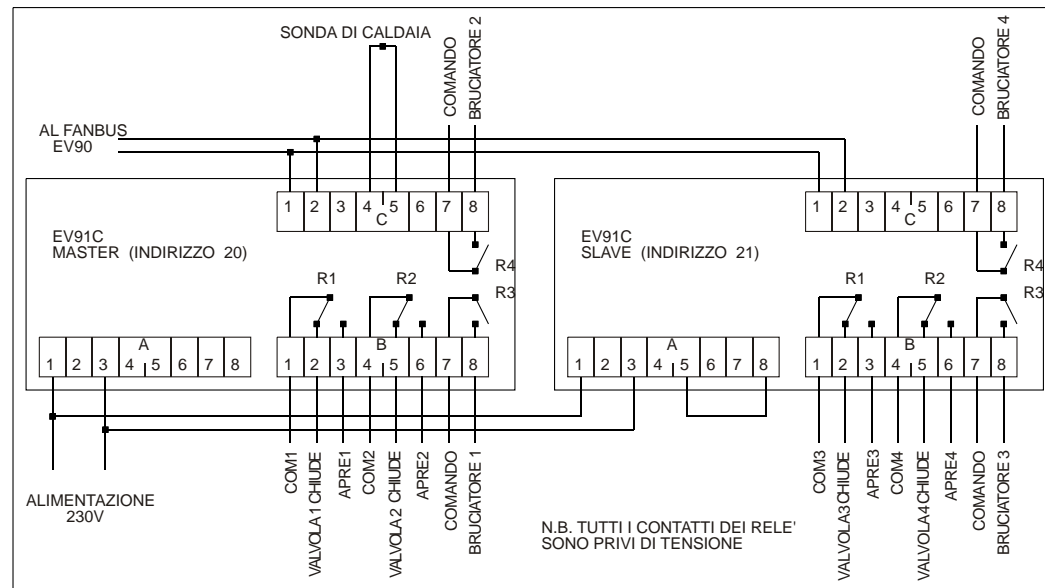 SONDA DI CALDAIA
COMANDO
BRUCIATORE 2
COMANDO
BRUCIATORE 4
AL FANBUS
EV90
1 2 3 4 5 6 7 8
C
1 2 3 4 5 6 7 8
C
EV91C
MASTER (INDIRIZZO 20)
EV91C
SLAVE (INDIRIZZO 21)
R4
R3
R1
R2
R4
R3
R1
R2
A
1 2 3 4 5 6 7 8
B
1 2 3 4 5 6 7 8
A
1 2 3 4 5 6 7 8
B
1 2 3 4 5 6 7 8
COM1
VALVOLA 1 CHIUDE
APRE1
COM2
VALVOLA 2 CHIUDE
APRE2
COMANDO
BRUCIATORE 1
COM3
VALVOLA3 CHIUDE
APRE3
COM4
VALVOLA4 CHIUDE
APRE4
COMANDO
BRUCIATORE 3
ALIMENTAZIONE
230V
N.B. TUTTI I CONTATTI DEI RELE'
SONO PRIVI DI TENSIONE